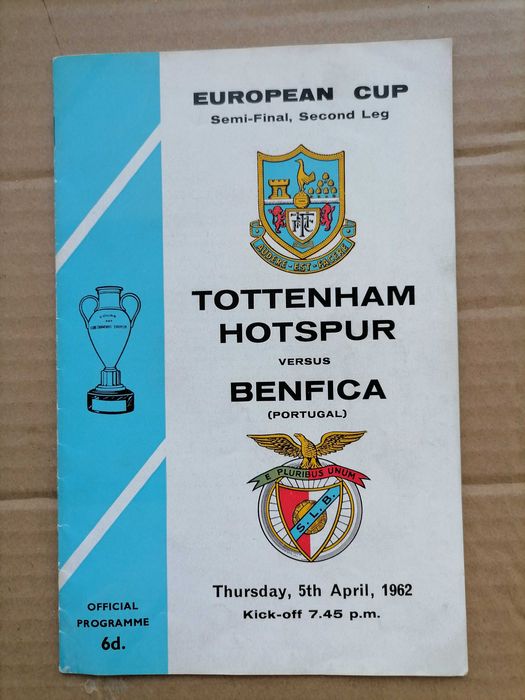 EUROPEAN CUP
Semi-Final, Second Leg
AUDERE · EST · FACERE
TOTTENHAM
HOTSPUR
VERSUS
BENFICA
(PORTUGAL)
E PLURIBUS UNUM
S.L.B.
Thursday, 5th April, 1962
Kick-off 7.45 p.m.
OFFICIAL
PROGRAMME
6d.